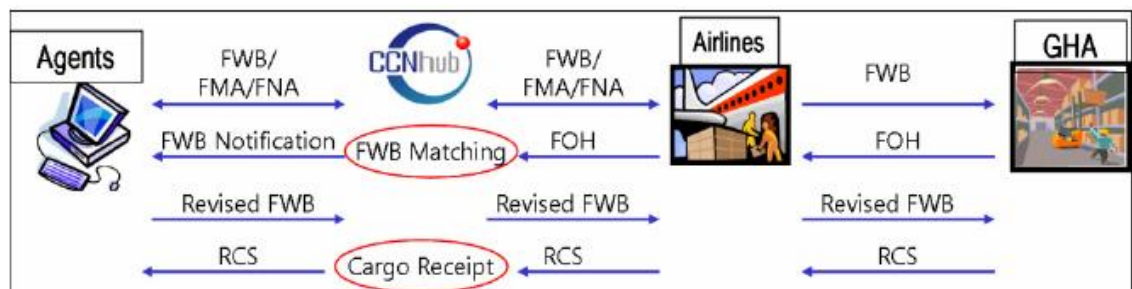 Agents
CCNhub
Airlines
GHA
FWB/
FMA/FNA
FWB/
FMA/FNA
FWB
FWB Notification
FWB Matching
FOH
FOH
Revised FWB
Revised FWB
Revised FWB
RCS
Cargo Receipt
RCS
RCS